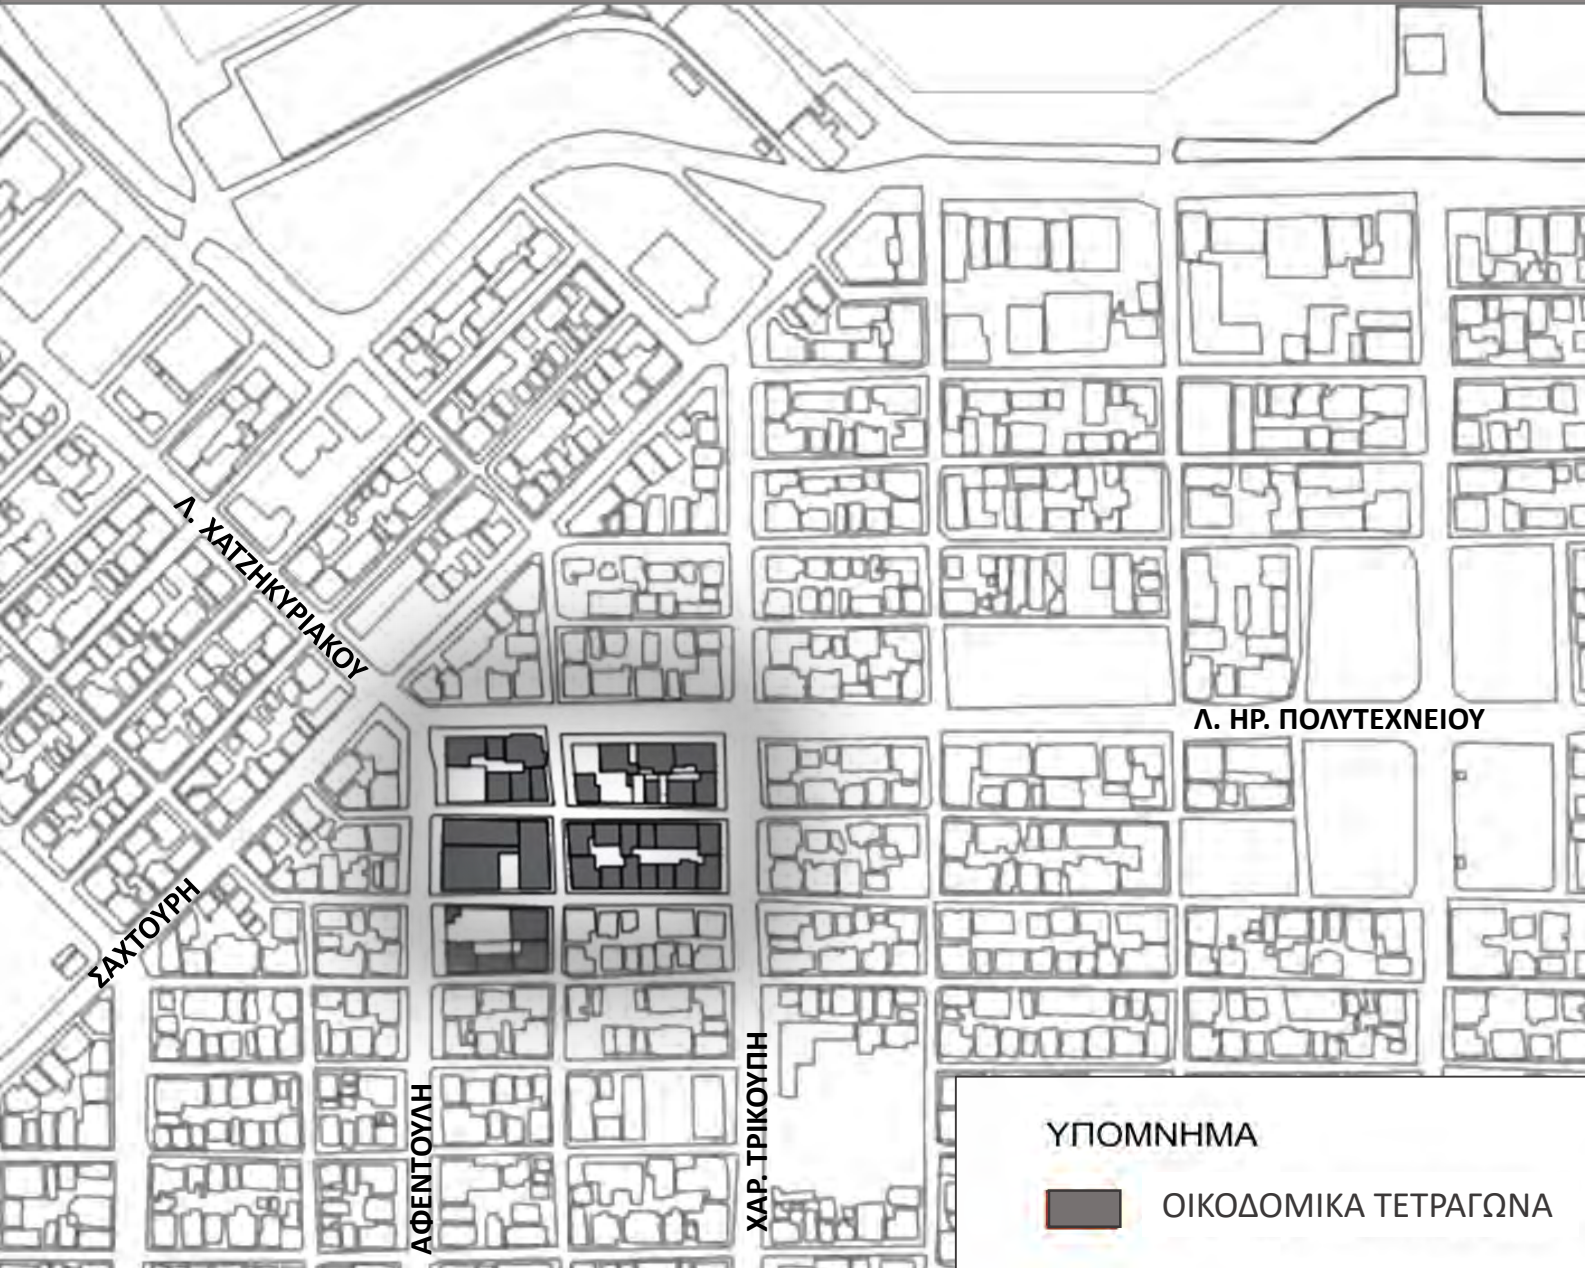 Λ. ΧΑΤΖΗΚΥΡΙΑΚΟΥ
Λ. ΗΡ. ΠΟΛΥΤΕΧΝΕΙΟΥ
ΣΑΧΤΟΥΡΗ
ΑΦΕΝΤΟΥΛΗ
ΧΑΡ. ΤΡΙΚΟΥΠΗ
ΥΠΟΜΝΗΜΑ
ΟΙΚΟΔΟΜΙΚΑ ΤΕΤΡΑΓΩΝΑ